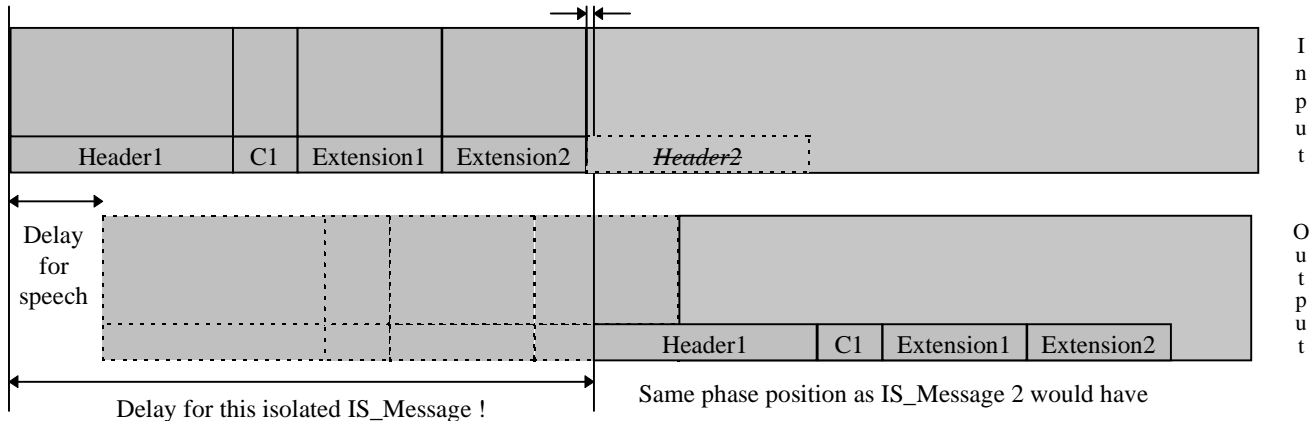 Input
Header1 C1 Extension1 Extension2 Header2
Delay
for
speech
Output
Header1 C1 Extension1 Extension2
Delay for this isolated IS_Message !
Same phase position as IS_Message 2 would have